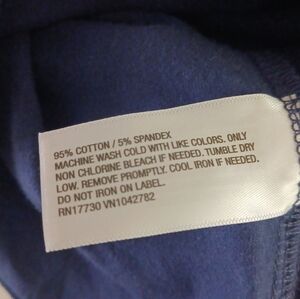 95% COTTON / 5% SPANDEX
MACHINE WASH COLD WITH LIKE COLORS. ONLY
NON CHLORINE BLEACH IF NEEDED. TUMBLE DRY
LOW. REMOVE PROMPTLY. COOL IRON IF NEEDED.
DO NOT IRON ON LABEL.
RN17730 VN1042782